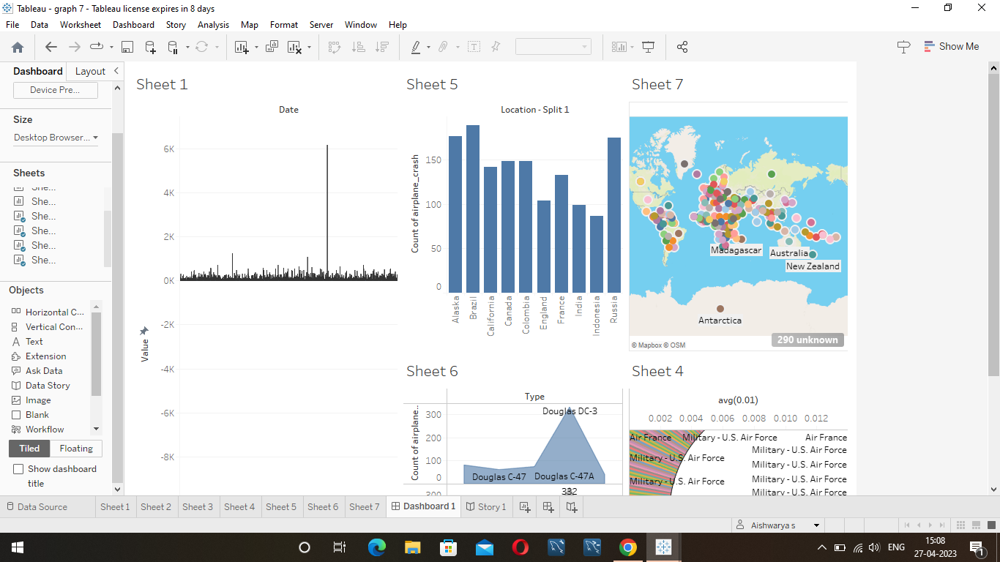 Tableau - graph 7 - Tableau license expires in 8 days
File Data Worksheet Dashboard Story Analysis Map Format Server Window Help
Show Me
Dashboard Layout
Device Pre...
Size
Desktop Browser...
Sheets
She...
She...
She...
She...
She...
Objects
Horizontal C...
Vertical Con...
Text
Extension
Ask Data
Data Story
Image
Blank
Workflow
Tiled Floating
Show dashboard
title
Sheet 1
Date
6K
4K
2K
0K
-2K
-4K
-6K
-8K
Value
Sheet 5
Location - Split 1
Count of airplane_crash
150
100
50
0
Alaska
Brazil
California
Canada
Colombia
England
France
India
Indonesia
Russia
Sheet 7
Madagascar
Australia
New Zealand
Antarctica
290 unknown
© Mapbox © OSM
Sheet 6
Type
Count of airplane..
300
200
100
0
Douglas DC-3
Douglas C-47
Douglas C-47A
332
Sheet 4
avg(0.01)
0.002 0.004 0.006 0.008 0.010 0.012
Air France Military - U.S. Air Force Air France
Military - U.S. Air Force
Military - U.S. Air Force
Military - U.S. Air Force
Military - U.S. Air Force
Military - U.S. Air Force
Military - U.S. Air Force
Data Source Sheet 1 Sheet 2 Sheet 3 Sheet 4 Sheet 5 Sheet 6 Sheet 7 Dashboard 1 Story 1
Aishwarya s
ENG
15:08
27-04-2023
1